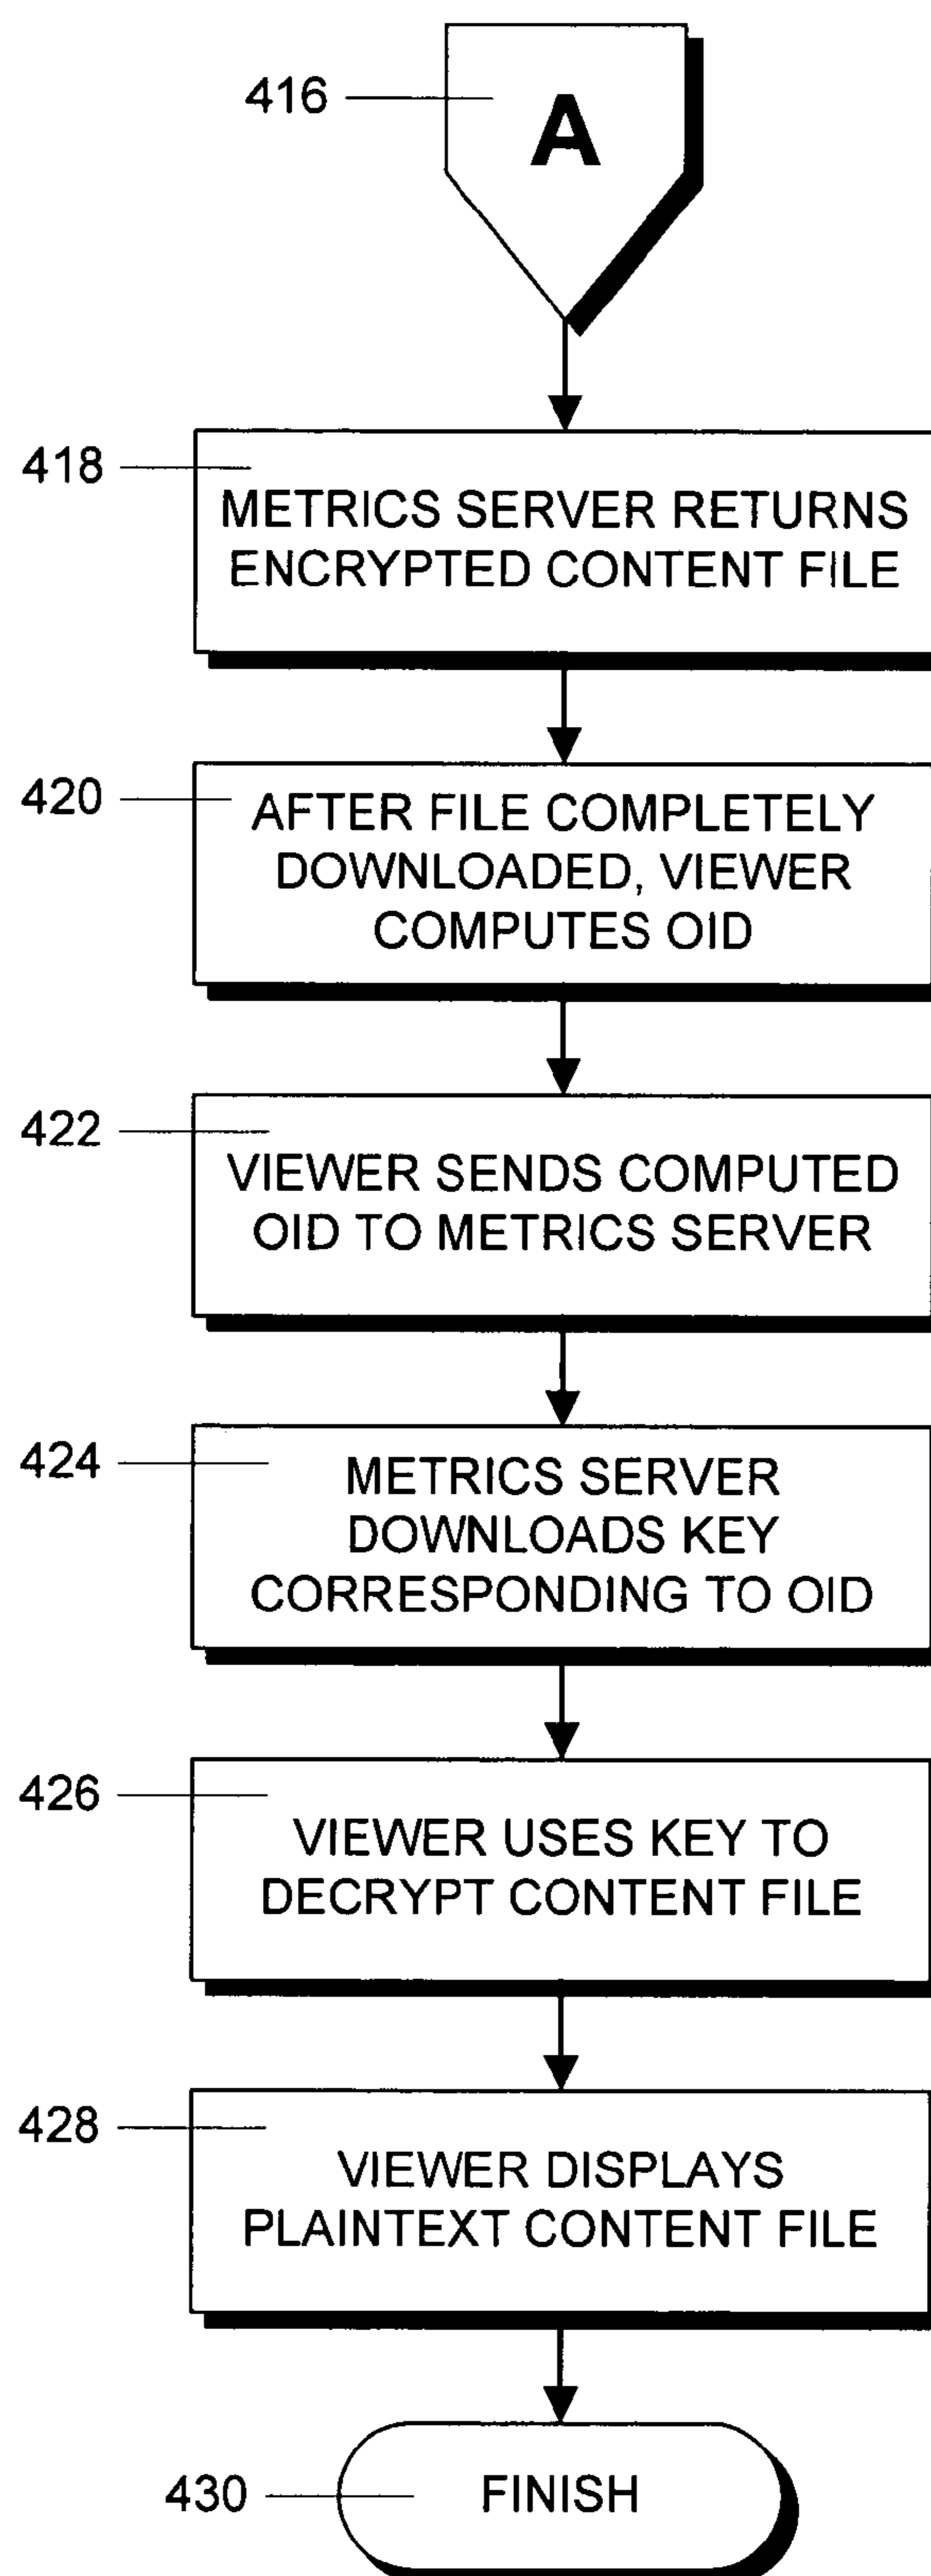 416
A
418
METRICS SERVER RETURNS
ENCRYPTED CONTENT FILE
420
AFTER FILE COMPLETELY
DOWNLOADED, VIEWER
COMPUTES OID
422
VIEWER SENDS COMPUTED
OID TO METRICS SERVER
424
METRICS SERVER
DOWNLOADS KEY
CORRESPONDING TO OID
426
VIEWER USES KEY TO
DECRYPT CONTENT FILE
428
VIEWER DISPLAYS
PLAINTEXT CONTENT FILE
430
FINISH